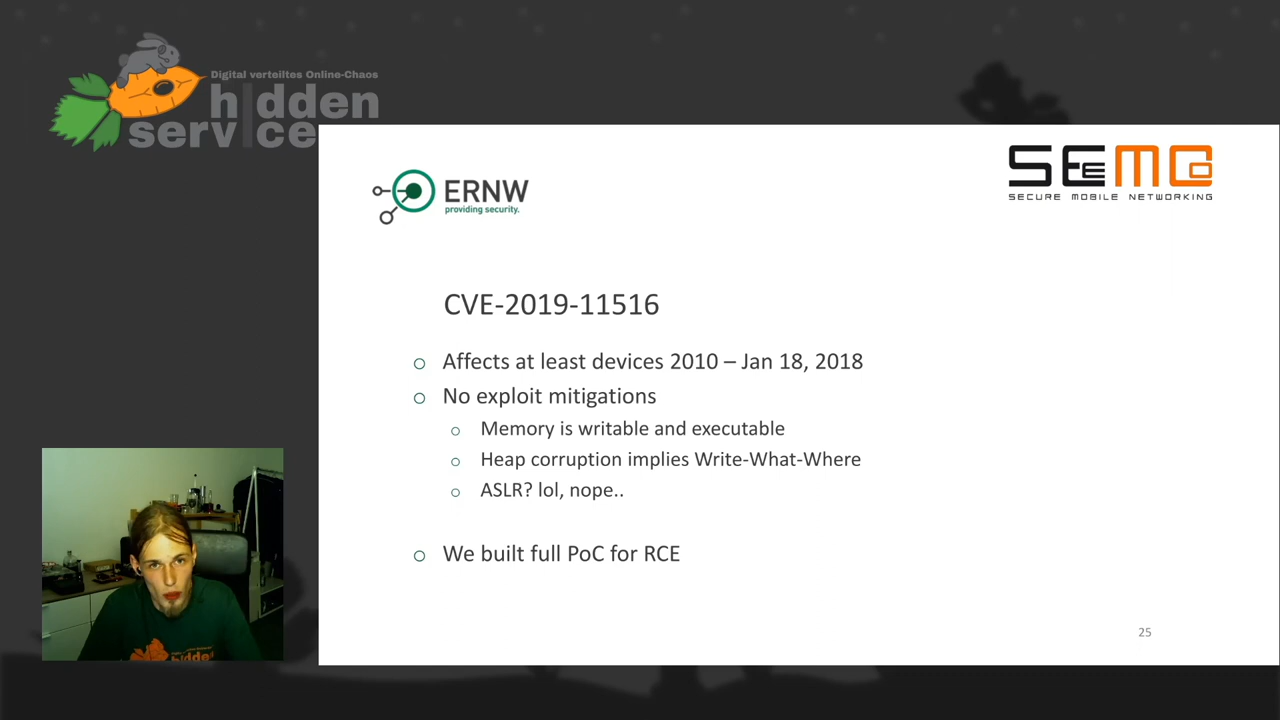 Digital verteiltes Online-Chaos
hidden
service
ERNW
providing security.
SEEMOO
SECURE MOBILE NETWORKING
CVE-2019-11516
Affects at least devices 2010 – Jan 18, 2018
No exploit mitigations
Memory is writable and executable
Heap corruption implies Write-What-Where
ASLR? lol, nope..
We built full PoC for RCE
25
hidden